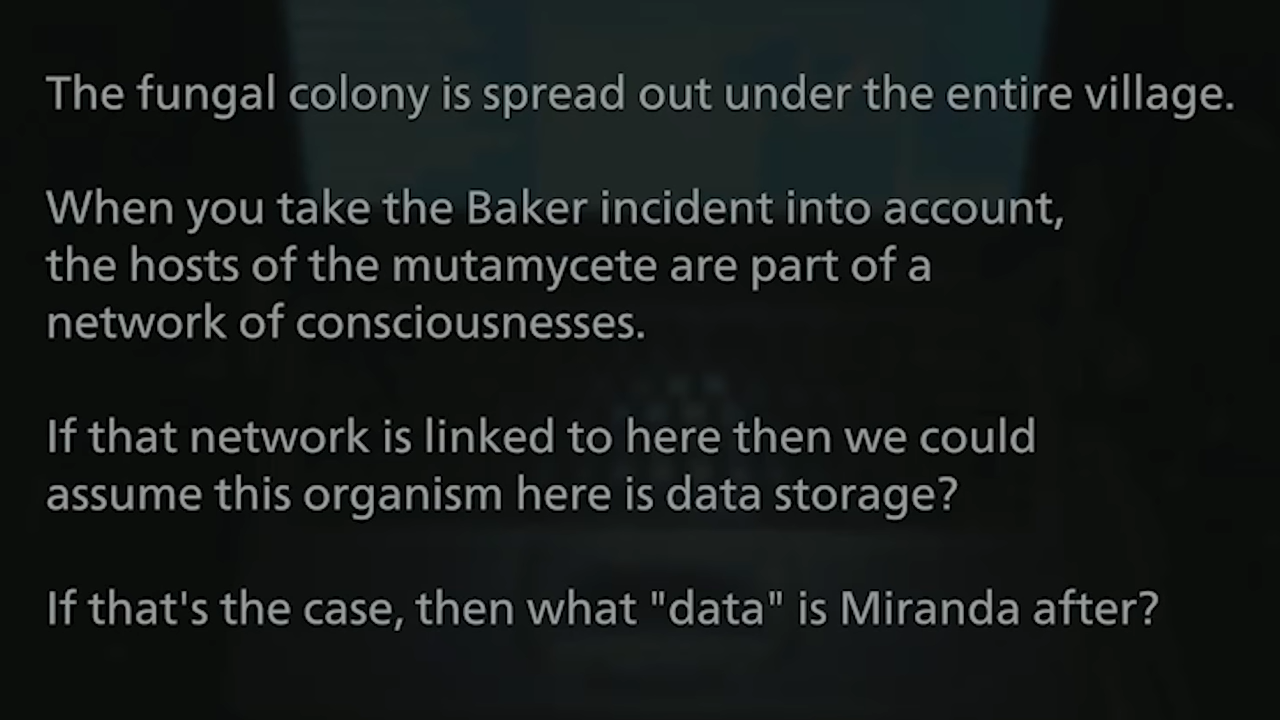 The fungal colony is spread out under the entire village.
When you take the Baker incident into account,
the hosts of the mutamycete are part of a
network of consciousnesses.
If that network is linked to here then we could
assume this organism here is data storage?
If that's the case, then what "data" is Miranda after?